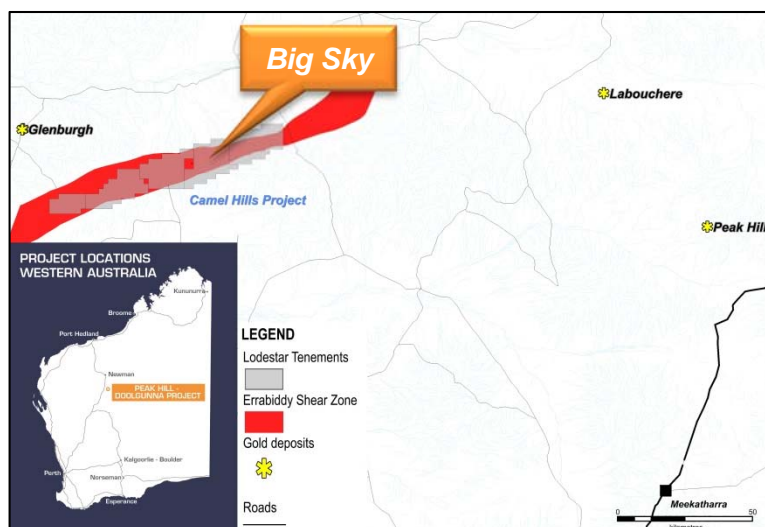 Big Sky
Labouchere
Glenburgh
Camel Hills Project
Peak Hill
PROJECT LOCATIONS
WESTERN AUSTRALIA
Kununurra
Broome
Port Hedland
Newman
PEAK HILL -
DOOLGUNNA PROJECT
Kalgoorlie - Boulder
Perth
Norseman
Esperance
LEGEND
Lodestar Tenements
Errabiddy Shear Zone
Gold deposits
Roads
Meekatharra
0
50